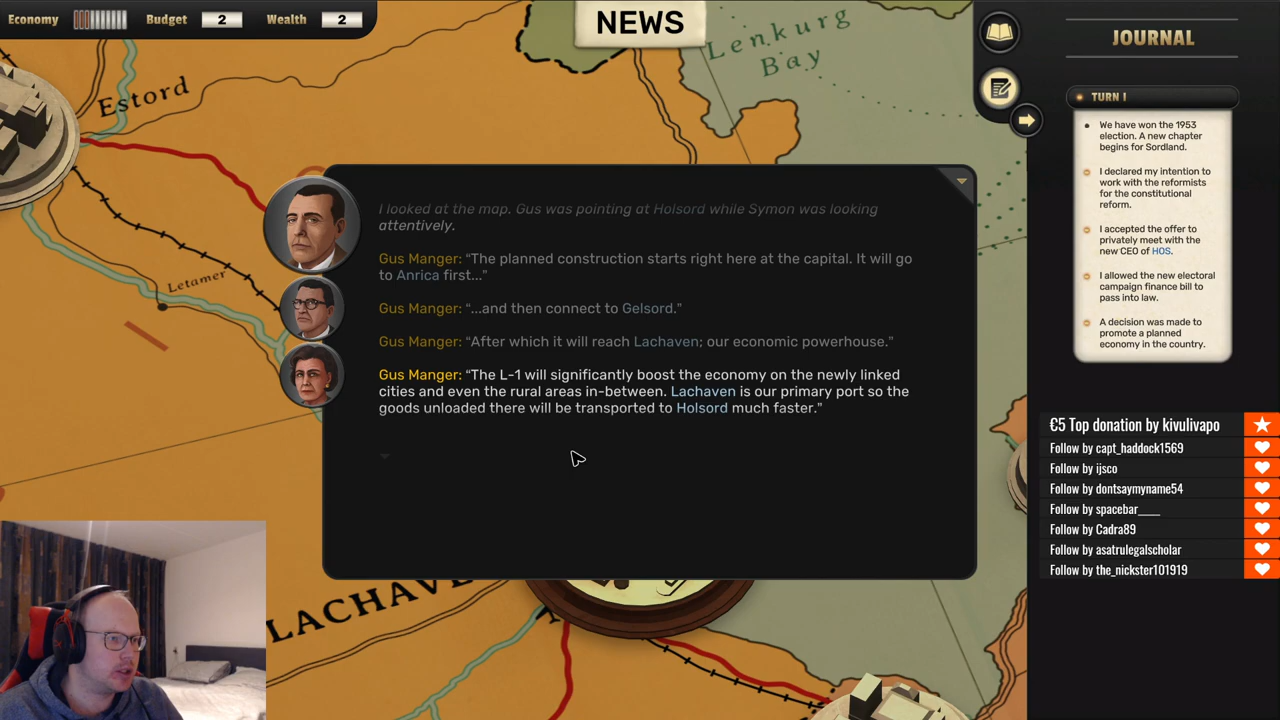 Economy
Budget 2
Wealth 2
NEWS
Lenkurg
Bay
Estord
Letamer
LACHAVE
I looked at the map. Gus was pointing at Holsord while Symon was looking
attentively.
Gus Manger: “The planned construction starts right here at the capital. It will go
to Anrica first...”
Gus Manger: “...and then connect to Gelsord.”
Gus Manger: “After which it will reach Lachaven; our economic powerhouse.”
Gus Manger: “The L-1 will significantly boost the economy on the newly linked
cities and even the rural areas in-between. Lachaven is our primary port so the
goods unloaded there will be transported to Holsord much faster.”
JOURNAL
TURN I
We have won the 1953
election. A new chapter
begins for Sordland.
I declared my intention to
work with the reformists
for the constitutional
reform.
I accepted the offer to
privately meet with the
new CEO of HOS.
I allowed the new electoral
campaign finance bill to
pass into law.
A decision was made to
promote a planned
economy in the country.
€5 Top donation by kivulivapo
Follow by capt_haddock1569
Follow by ijsco
Follow by dontsaymyname54
Follow by spacebar____
Follow by Cadra89
Follow by asatrulegalscholar
Follow by the_nickster101919